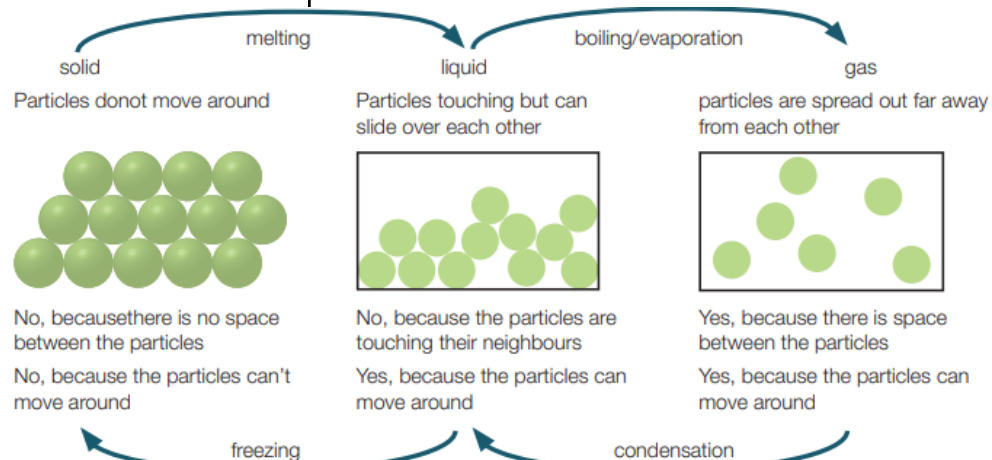 melting
boiling/evaporation
solid
liquid
gas
Particles donot move around
Particles touching but can
slide over each other
particles are spread out far away
from each other
No, becausethere is no space
between the particles
No, because the particles are
touching their neighbours
Yes, because there is space
between the particles
No, because the particles can't
move around
Yes, because the particles can
move around
Yes, because the particles can
move around
freezing
condensation